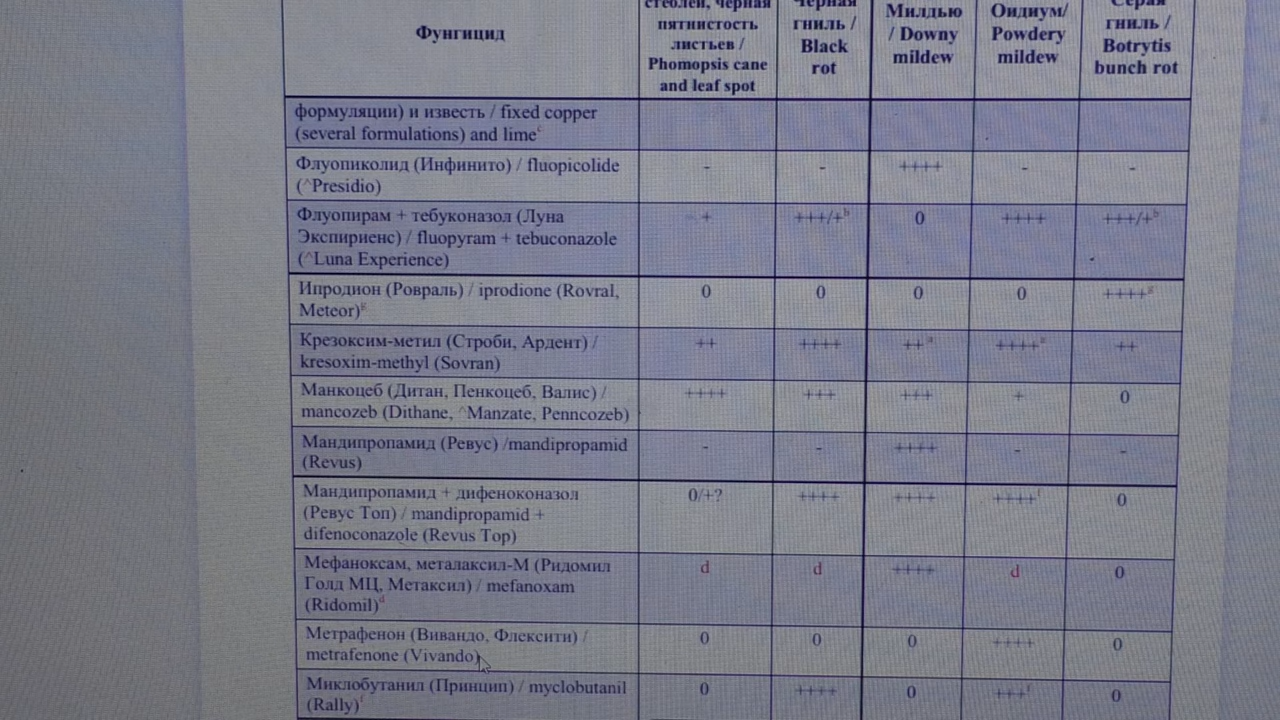 Фунгицид
стеблей, черная
пятнистость
листьев /
Phomopsis cane
and leaf spot
Черная
гниль /
Black
rot
Милдью
/ Downy
mildew
Оидиум/
Powdery
mildew
Серая
гниль /
Botrytis
bunch rot
формуляции) и известь / fixed copper
(several formulations) and lime^c
Флуопиколид (Инфинито) / fluopicolide
(^Presidio)
- - ++++ - -
Флуопирам + тебуконазол (Луна
Экспириенс) / fluopyram + tebuconazole
(^Luna Experience)
+ +++/+^b 0 ++++ +++/+^b
Ипродион (Ровраль) / iprodione (Rovral,
Meteor)^g
0 0 0 0 ++++^g
Крезоксим-метил (Строби, Ардент) /
kresoxim-methyl (Sovran)
++ ++++ ++^a ++++^a ++
Манкоцеб (Дитан, Пенкоцеб, Валис) /
mancozeb (Dithane, ^Manzate, Penncozeb)
++++ +++ +++ + 0
Мандипропамид (Ревус) /mandipropamid
(Revus)
- - ++++ - -
Мандипропамид + дифеноконазол
(Ревус Топ) / mandipropamid +
difenoconazole (Revus Top)
0/+? ++++ ++++ ++++^f 0
Мефаноксам, металаксил-М (Ридомил
Голд МЦ, Метаксил) / mefanoxam
(Ridomil)^d
d d ++++ d 0
Метрафенон (Вивандо, Флексити) /
metrafenone (Vivando)
0 0 0 ++++ 0
Миклобутанил (Принцип) / myclobutanil
(Rally)^f
0 ++++ 0 +++^f 0